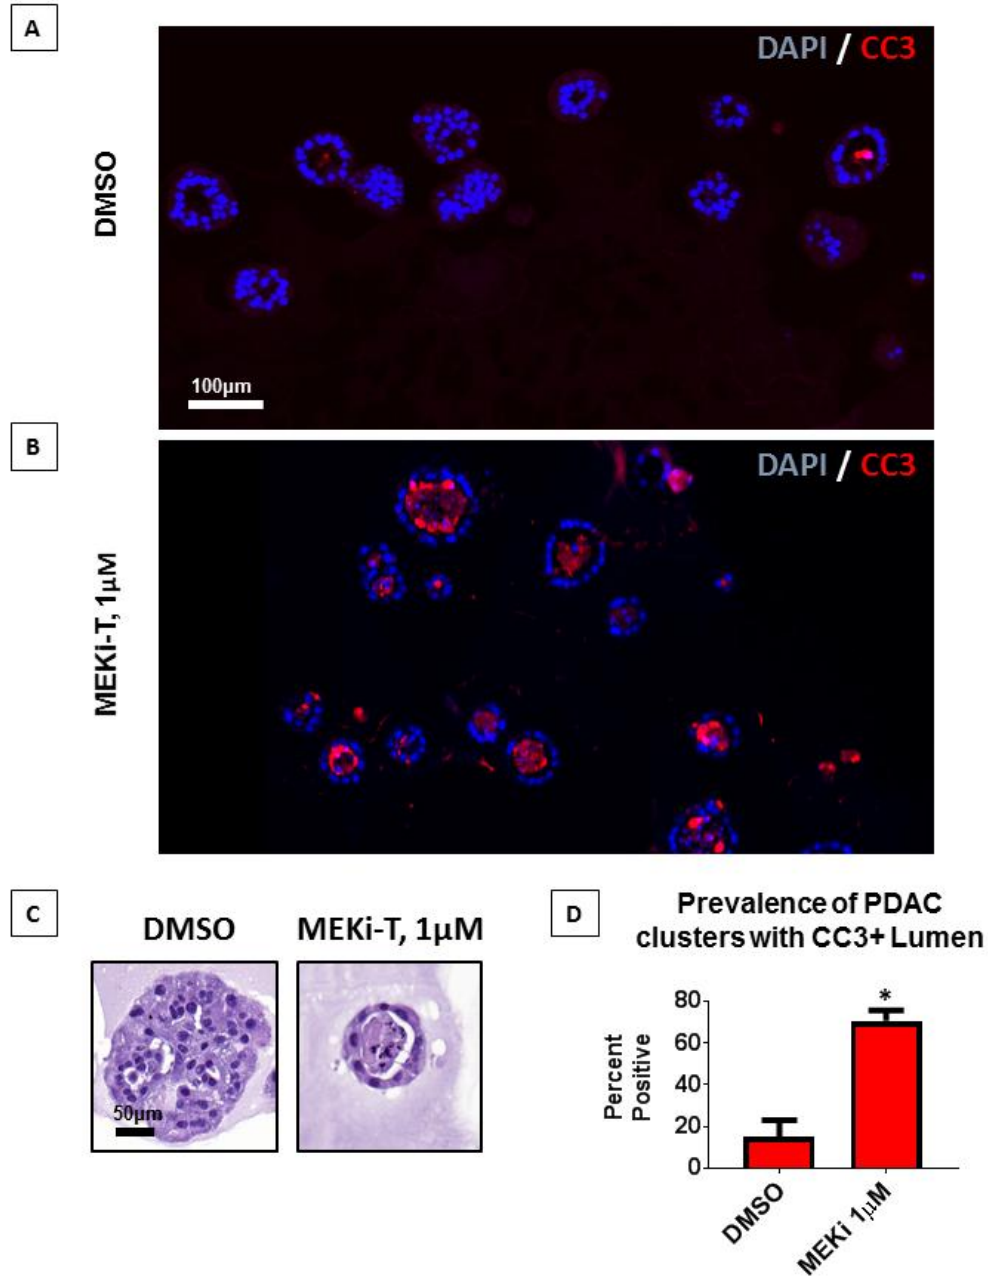 A
DAPI / CC3
DMSO
100µm
B
DAPI / CC3
MEKi-T, 1µM
C
DMSO
MEKi-T, 1µM
50µm
D
Prevalence of PDAC
clusters with CC3+ Lumen
Percent
Positive
80
60
40
20
0
*
DMSO
MEKi 1µM